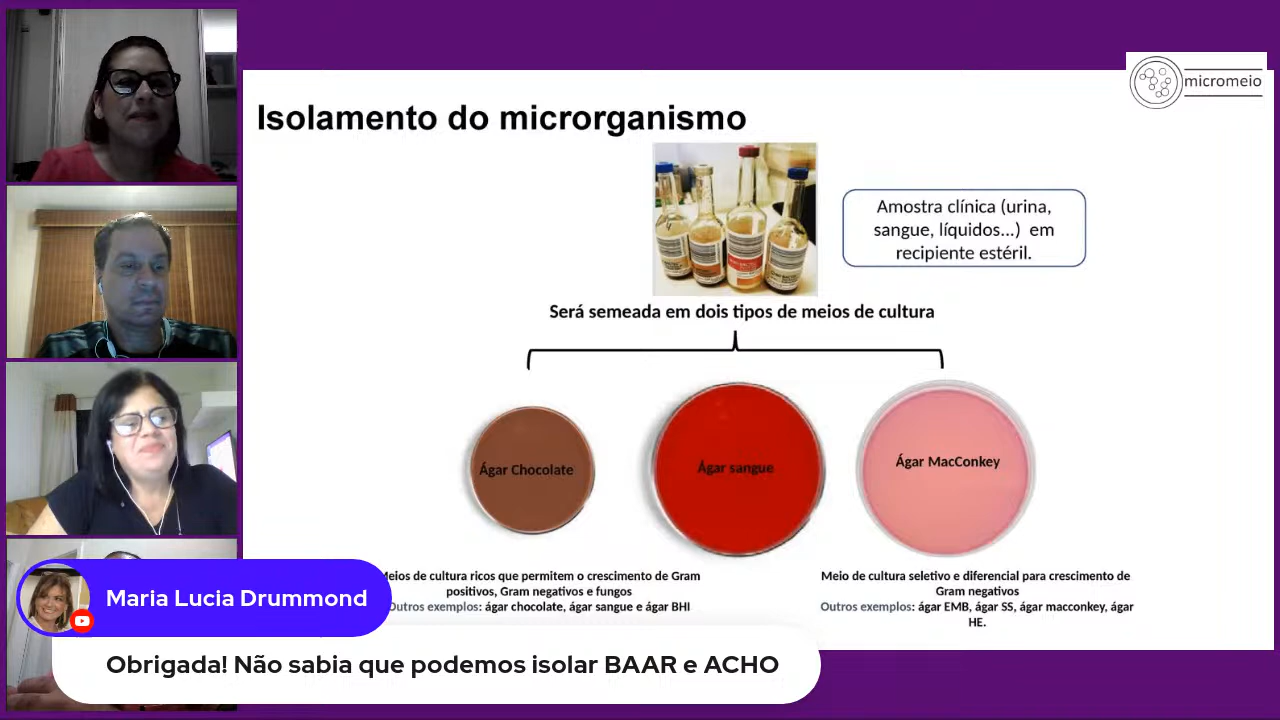 micromeio
Isolamento do microrganismo
Amostra clínica (urina,
sangue, líquidos...) em
recipiente estéril.
Será semeada em dois tipos de meios de cultura
Ágar Chocolate
Ágar sangue
Ágar MacConkey
Meios de cultura ricos que permitem o crescimento de Gram
positivos, Gram negativos e fungos
Outros exemplos: ágar chocolate, ágar sangue e ágar BHI
Meio de cultura seletivo e diferencial para crescimento de
Gram negativos
Outros exemplos: ágar EMB, ágar SS, ágar macconkey, ágar
HE.
Maria Lucia Drummond
Obrigada! Não sabia que podemos isolar BAAR e ACHO